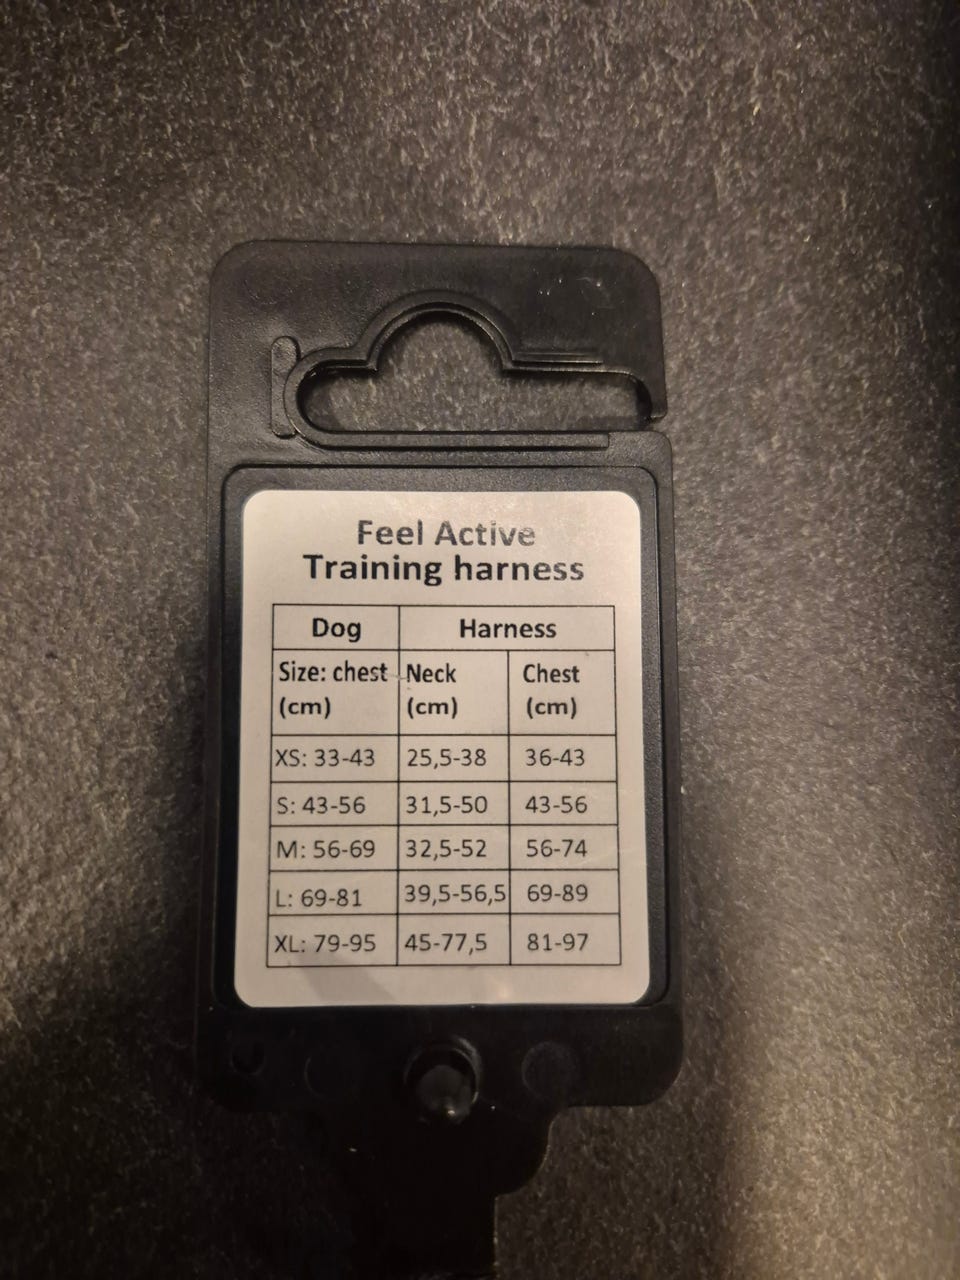 Feel Active
Training harness
Dog Harness
Size: chest Neck Chest
(cm) (cm) (cm)
XS: 33-43 25,5-38 36-43
S: 43-56 31,5-50 43-56
M: 56-69 32,5-52 56-74
L: 69-81 39,5-56,5 69-89
XL: 79-95 45-77,5 81-97